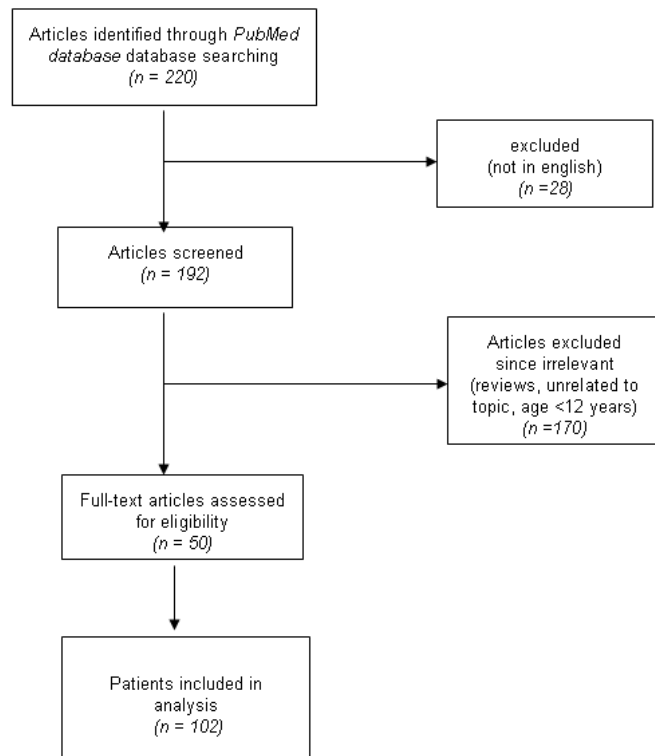 Articles identified through PubMed
database database searching
(n = 220)
excluded
(not in english)
(n =28)
Articles screened
(n = 192)
Articles excluded
since irrelevant
(reviews, unrelated to
topic, age <12 years)
(n =170)
Full-text articles assessed
for eligibility
(n = 50)
Patients included in
analysis
(n = 102)